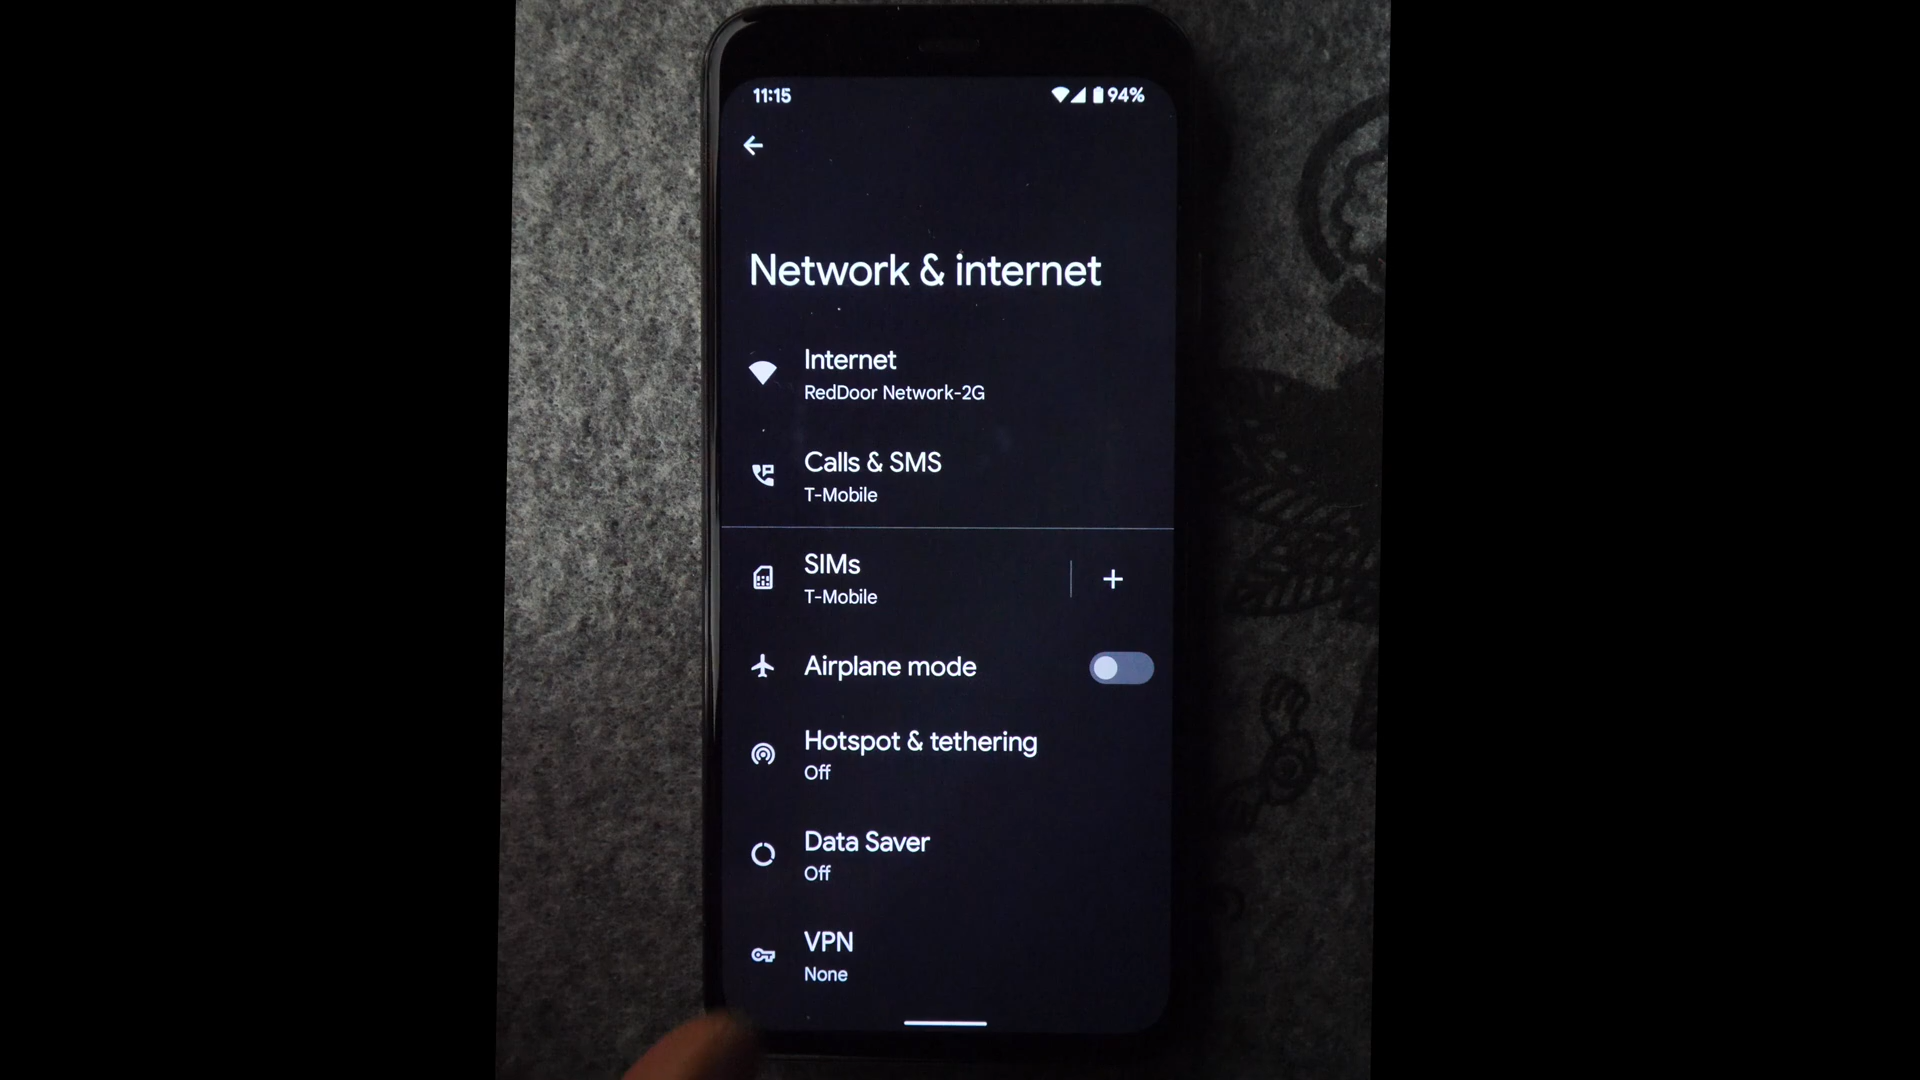 11:15
94%
Network & internet
Internet
RedDoor Network-2G
Calls & SMS
T-Mobile
SIMs
T-Mobile
Airplane mode
Hotspot & tethering
Off
Data Saver
Off
VPN
None